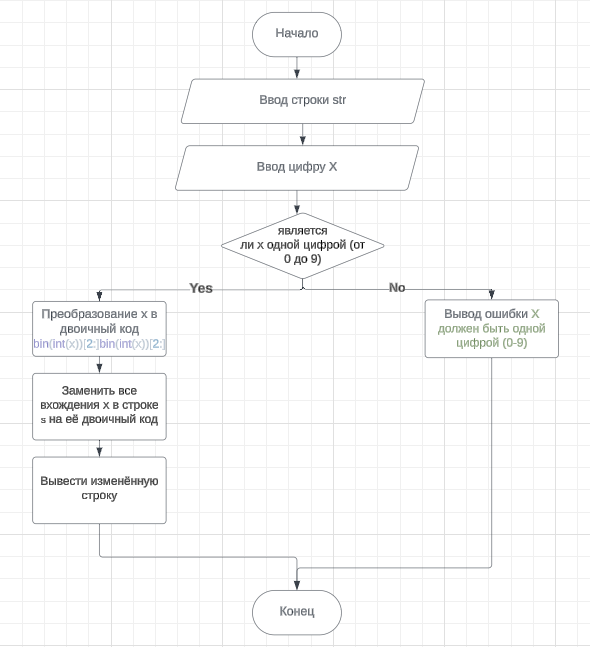 Начало
Ввод строки str
Ввод цифру X
является
ли x одной цифрой (от
0 до 9)
Yes
No
Преобразование x в
двоичный код
bin(int(x))[2:]bin(int(x))[2:]
Вывод ошибки X
должен быть одной
цифрой (0-9)
Заменить все
вхождения x в строке
s на её двоичный код
Вывести изменённую
строку
Конец